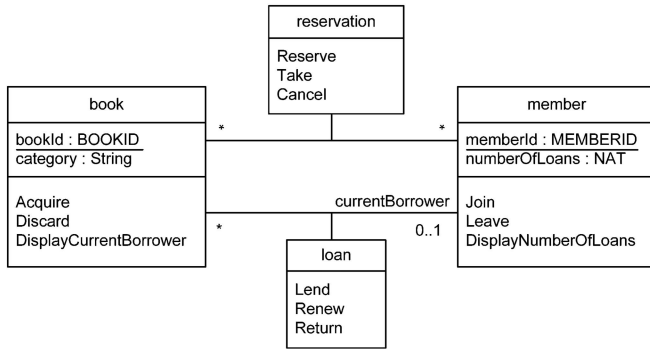 reservation
Reserve
Take
Cancel
book
bookId : BOOKID
category : String
Acquire
Discard
DisplayCurrentBorrower
*
*
member
memberId : MEMBERID
numberOfLoans : NAT
Join
Leave
DisplayNumberOfLoans
currentBorrower
*
0..1
loan
Lend
Renew
Return